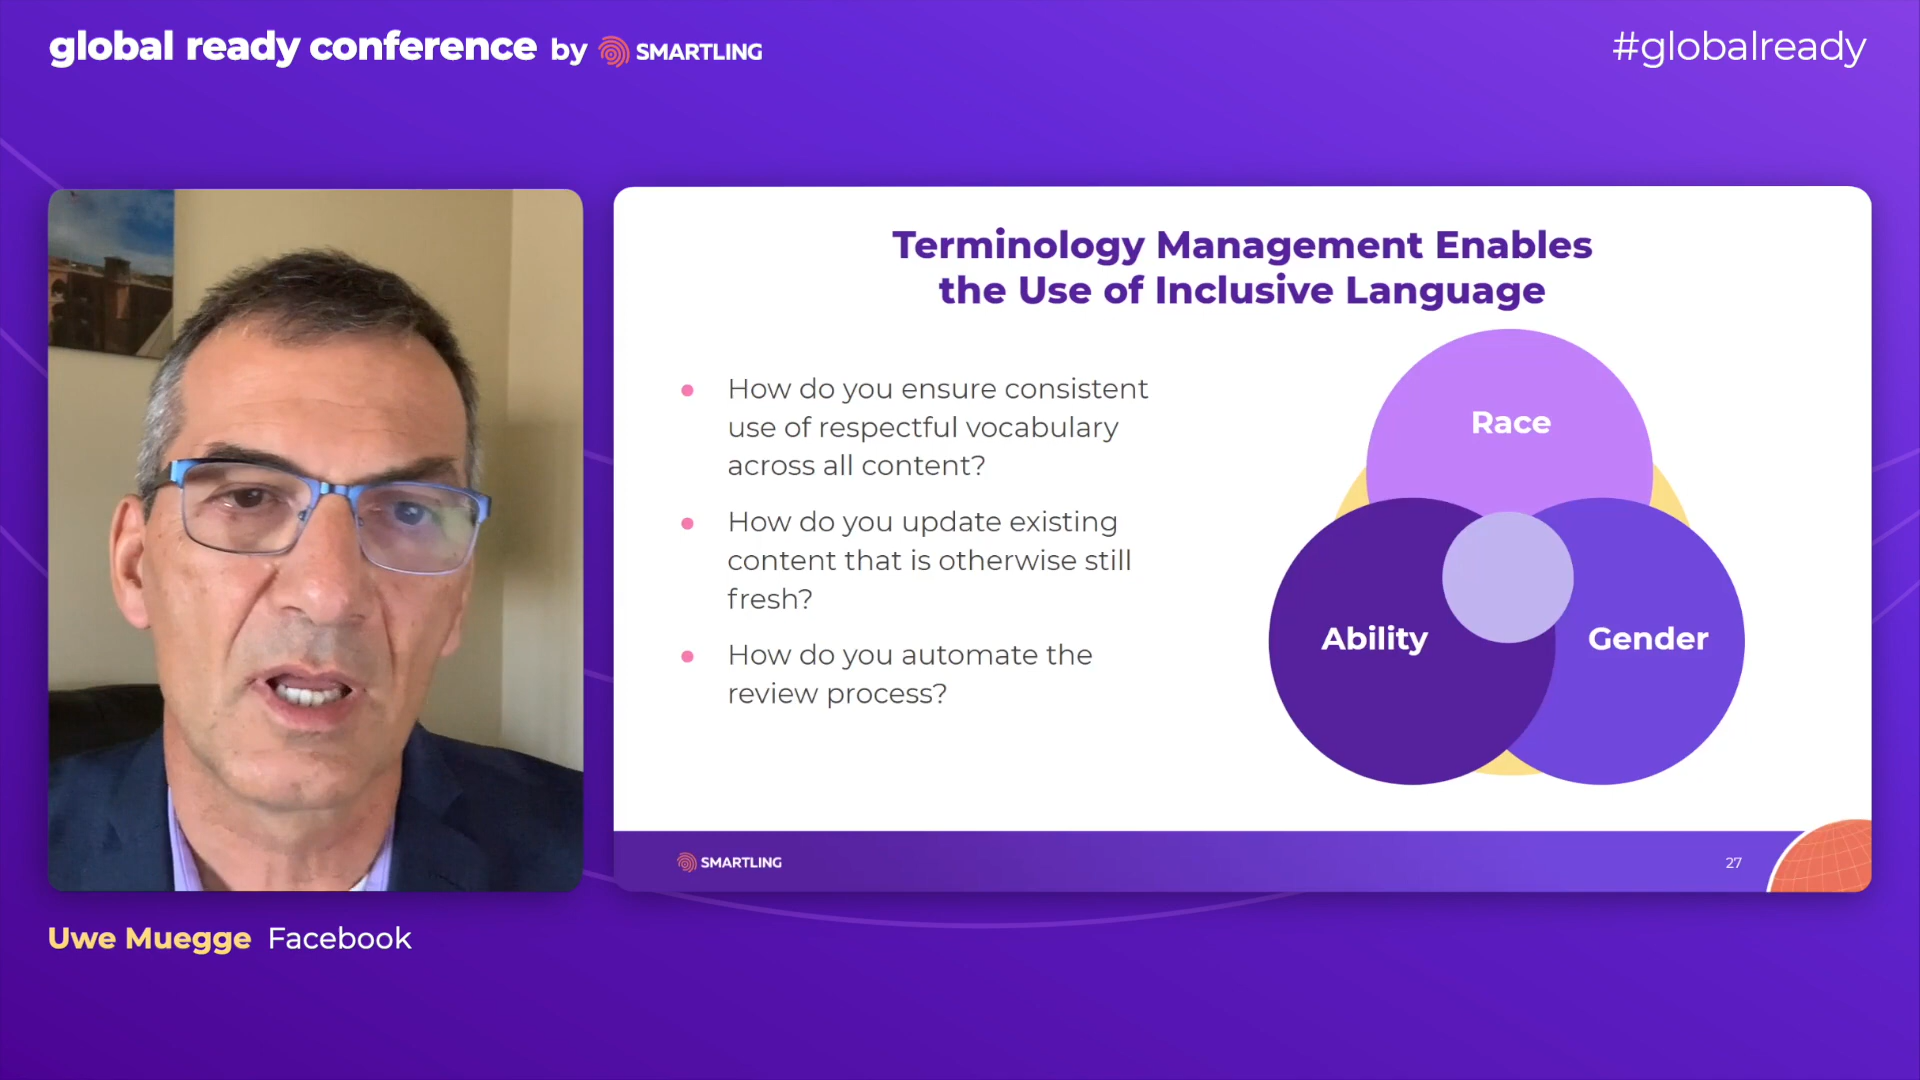 global ready conference by SMARTLING
#globalready
Terminology Management Enables
the Use of Inclusive Language
How do you ensure consistent
use of respectful vocabulary
across all content?
How do you update existing
content that is otherwise still
fresh?
How do you automate the
review process?
Race
Ability
Gender
SMARTLING
27
Uwe Muegge Facebook